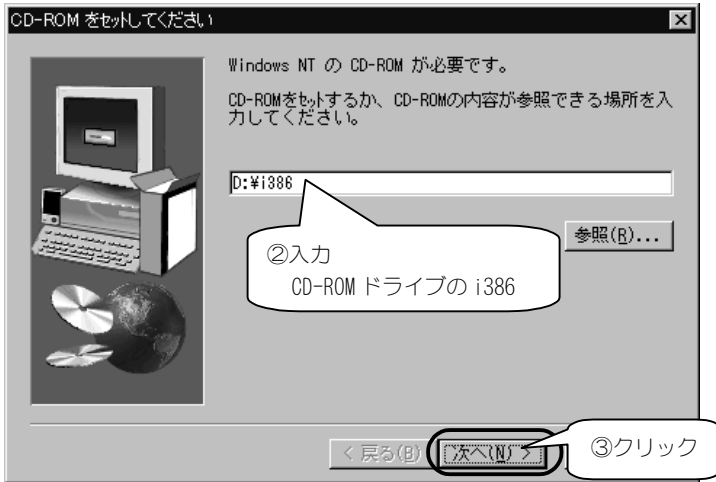 CD-ROM をセットしてください
Windows NT の CD-ROM が必要です。
CD-ROMをセットするか、CD-ROMの内容が参照できる場所を入
力してください。
D:¥i386
参照(R)...
②入力
CD-ROM ドライブの i386
< 戻る(B)
次へ(N) >
③クリック